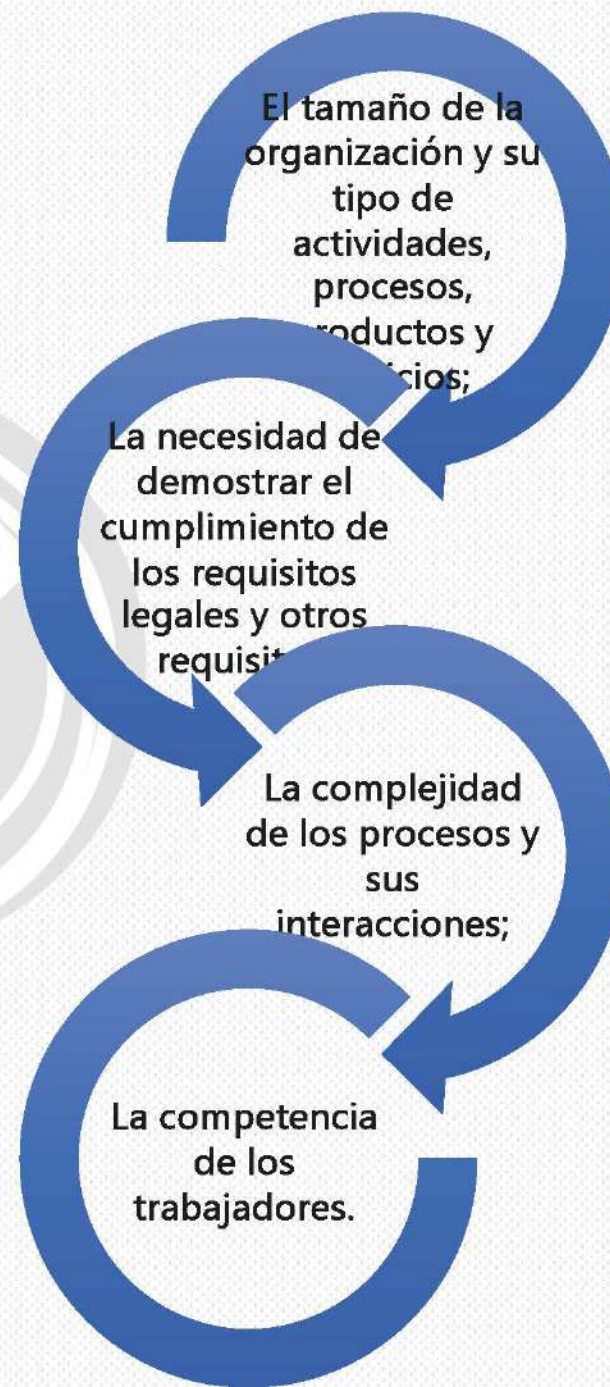 El tamaño de la
organización y su
tipo de
actividades,
procesos,
productos y
La necesidad de
demostrar el
cumplimiento de
los requisitos
legales y otros
La complejidad
de los procesos y
sus
interacciones;
La competencia
de los
trabajadores.